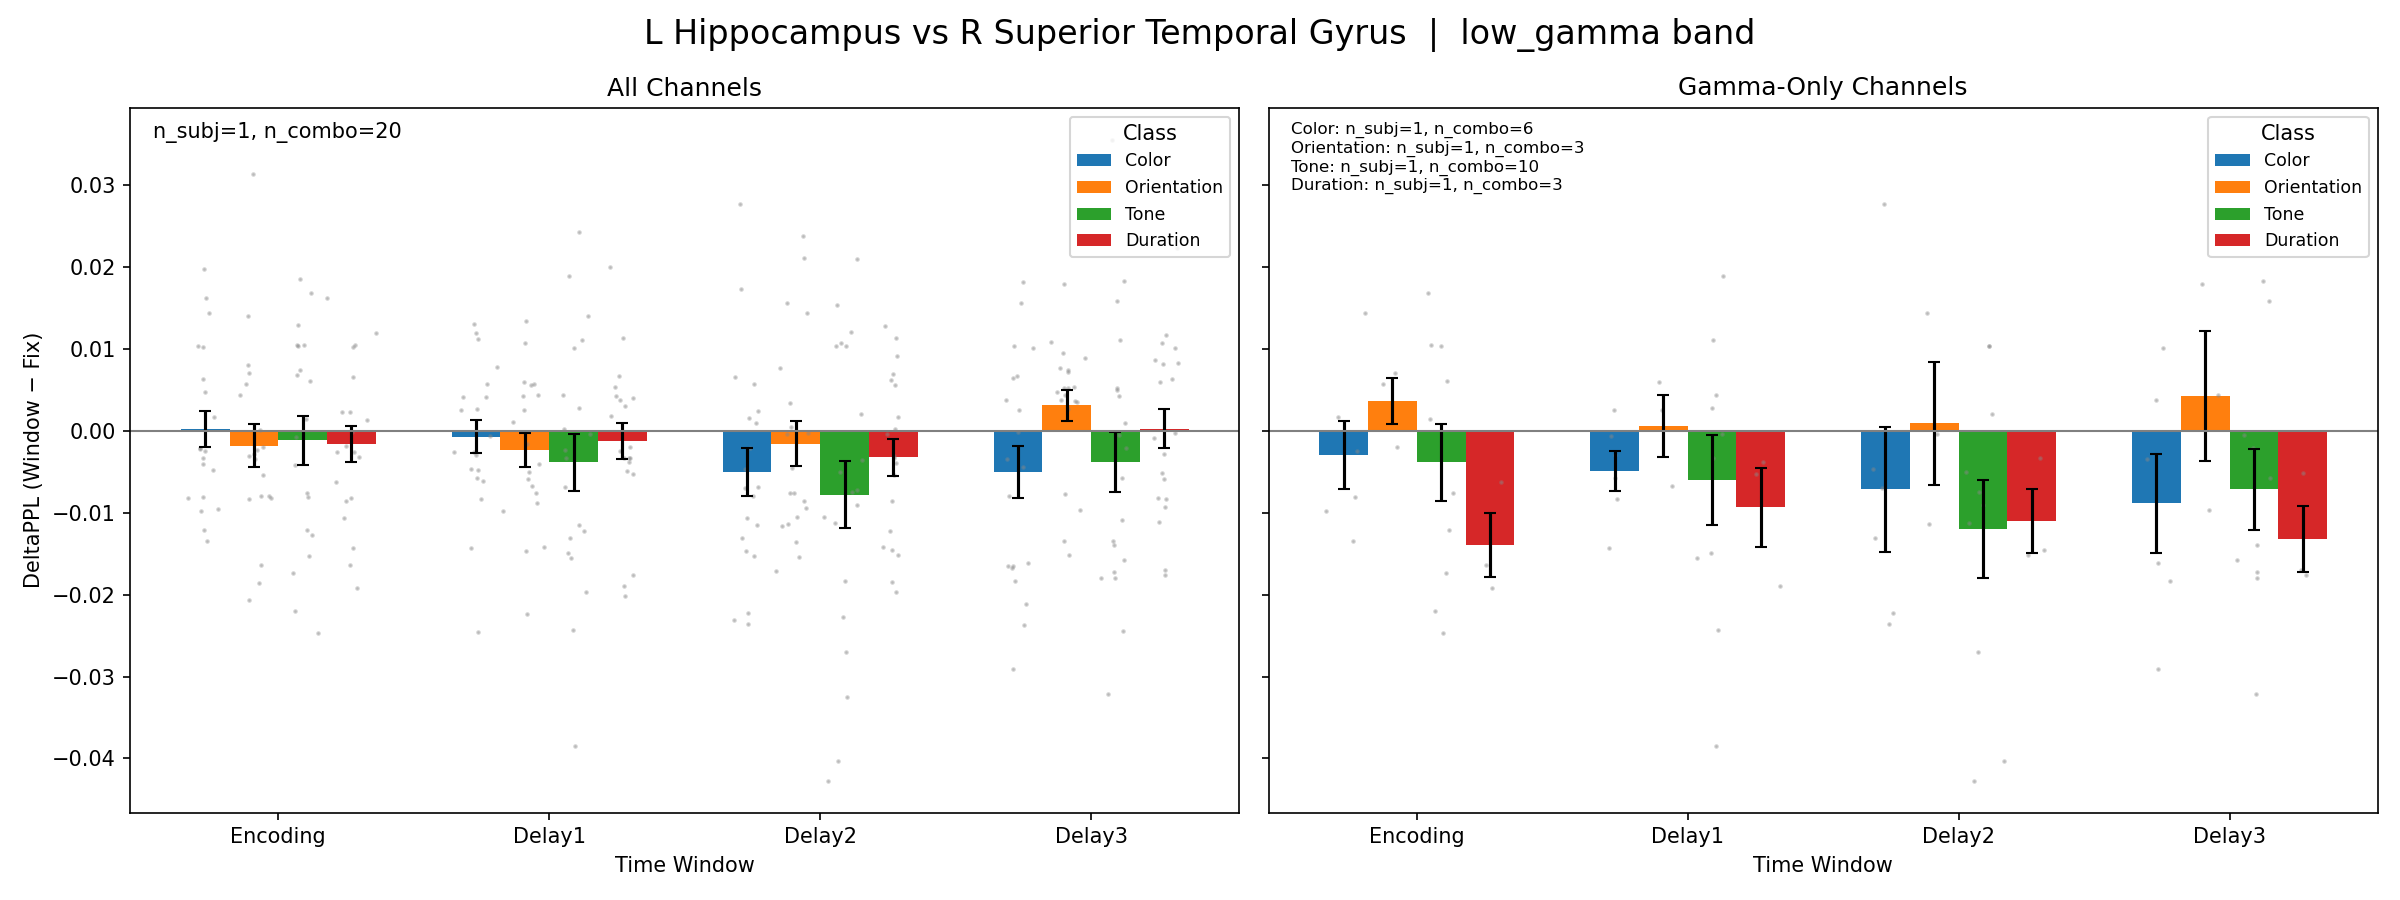 L Hippocampus vs R Superior Temporal Gyrus | low_gamma band
All Channels
n_subj=1, n_combo=20
Class
Color
Orientation
Tone
Duration
DeltaPPL (Window − Fix)
0.03
0.02
0.01
0.00
−0.01
−0.02
−0.03
−0.04
Encoding
Delay1
Delay2
Delay3
Time Window
Gamma-Only Channels
Color: n_subj=1, n_combo=6
Orientation: n_subj=1, n_combo=3
Tone: n_subj=1, n_combo=10
Duration: n_subj=1, n_combo=3
Class
Color
Orientation
Tone
Duration
Encoding
Delay1
Delay2
Delay3
Time Window